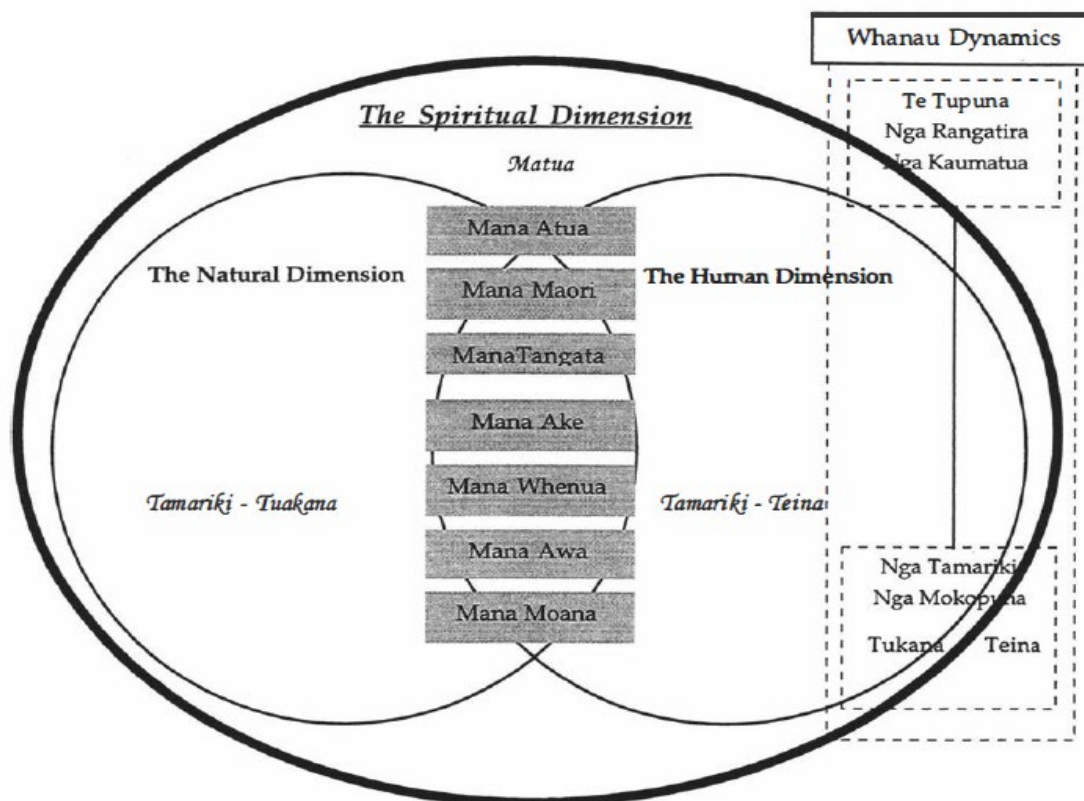 Whanau Dynamics
Te Tupuna
Nga Rangatira
Nga Kaumatua
The Spiritual Dimension
Matua
Mana Atua
The Natural Dimension
The Human Dimension
Mana Maori
ManaTangata
Mana Ake
Mana Whenua
Tamariki - Tuakana
Tamariki - Teina
Mana Awa
Mana Moana
Nga Tamariki
Nga Mokopuna
Tukana Teina